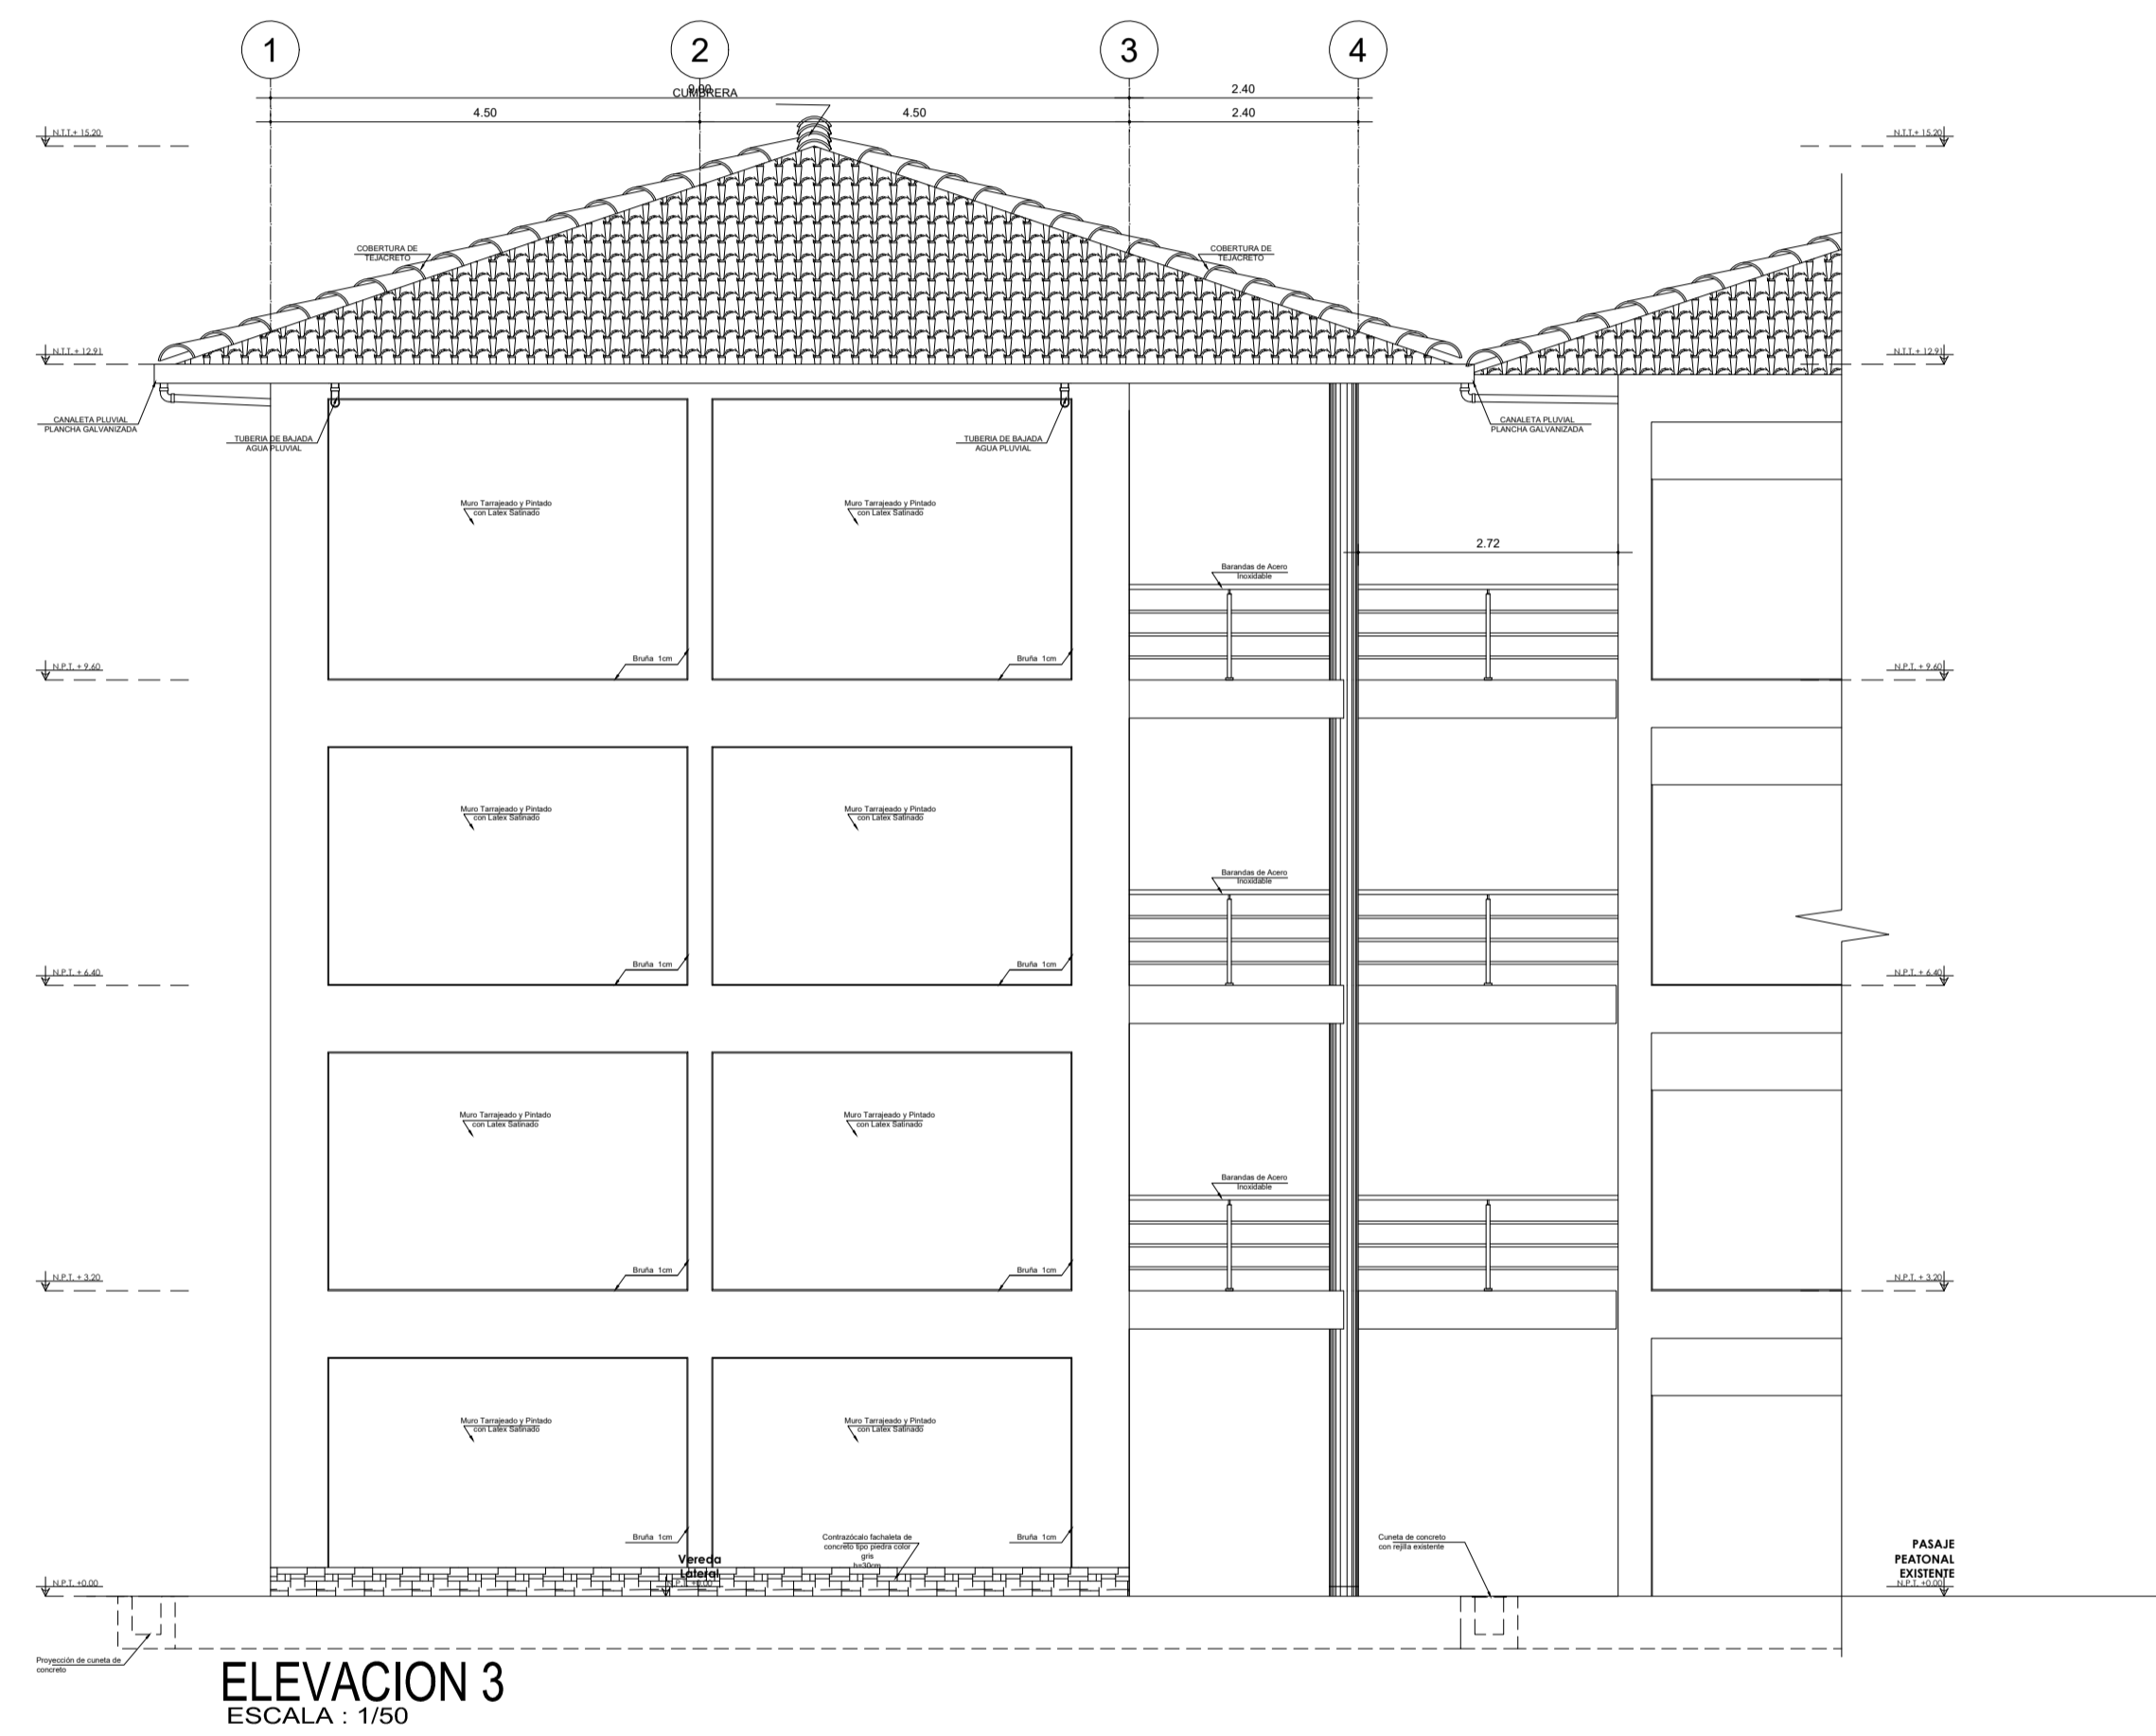 1
2
3
4
9.00
CUMBRERA
2.40
4.50
4.50
2.40
N.T.T.+ 15.20
N.T.T.+ 15.20
COBERTURA DE
TEJACRETO
COBERTURA DE
TEJACRETO
N.T.T.+ 12.91
N.T.T.+ 12.91
CANALETA PLUVIAL
PLANCHA GALVANIZADA
TUBERIA DE BAJADA
AGUA PLUVIAL
TUBERIA DE BAJADA
AGUA PLUVIAL
CANALETA PLUVIAL
PLANCHA GALVANIZADA
Muro Tarrajeado y Pintado
con Latex Satinado
Muro Tarrajeado y Pintado
con Latex Satinado
2.72
Barandas de Acero
Inoxidable
Bruña 1cm
Bruña 1cm
N.P.T. + 9.60
N.P.T. + 9.60
Muro Tarrajeado y Pintado
con Latex Satinado
Muro Tarrajeado y Pintado
con Latex Satinado
Barandas de Acero
Inoxidable
Bruña 1cm
Bruña 1cm
N.P.T. + 6.40
N.P.T. + 6.40
Muro Tarrajeado y Pintado
con Latex Satinado
Muro Tarrajeado y Pintado
con Latex Satinado
Barandas de Acero
Inoxidable
Bruña 1cm
Bruña 1cm
N.P.T. + 3.20
N.P.T. + 3.20
Muro Tarrajeado y Pintado
con Latex Satinado
Muro Tarrajeado y Pintado
con Latex Satinado
Bruña 1cm
Contrazócalo fachaleta de
concreto tipo piedra color
gris
h=30cm
Bruña 1cm
Cuneta de concreto
con rejilla existente
PASAJE
PEATONAL
EXISTENTE
Vereda
Lateral
N.P.T. +0.00
N.P.T. +0.00
N.P.T. +0.00
Proyección de cuneta de
concreto
ELEVACION 3
ESCALA : 1/50